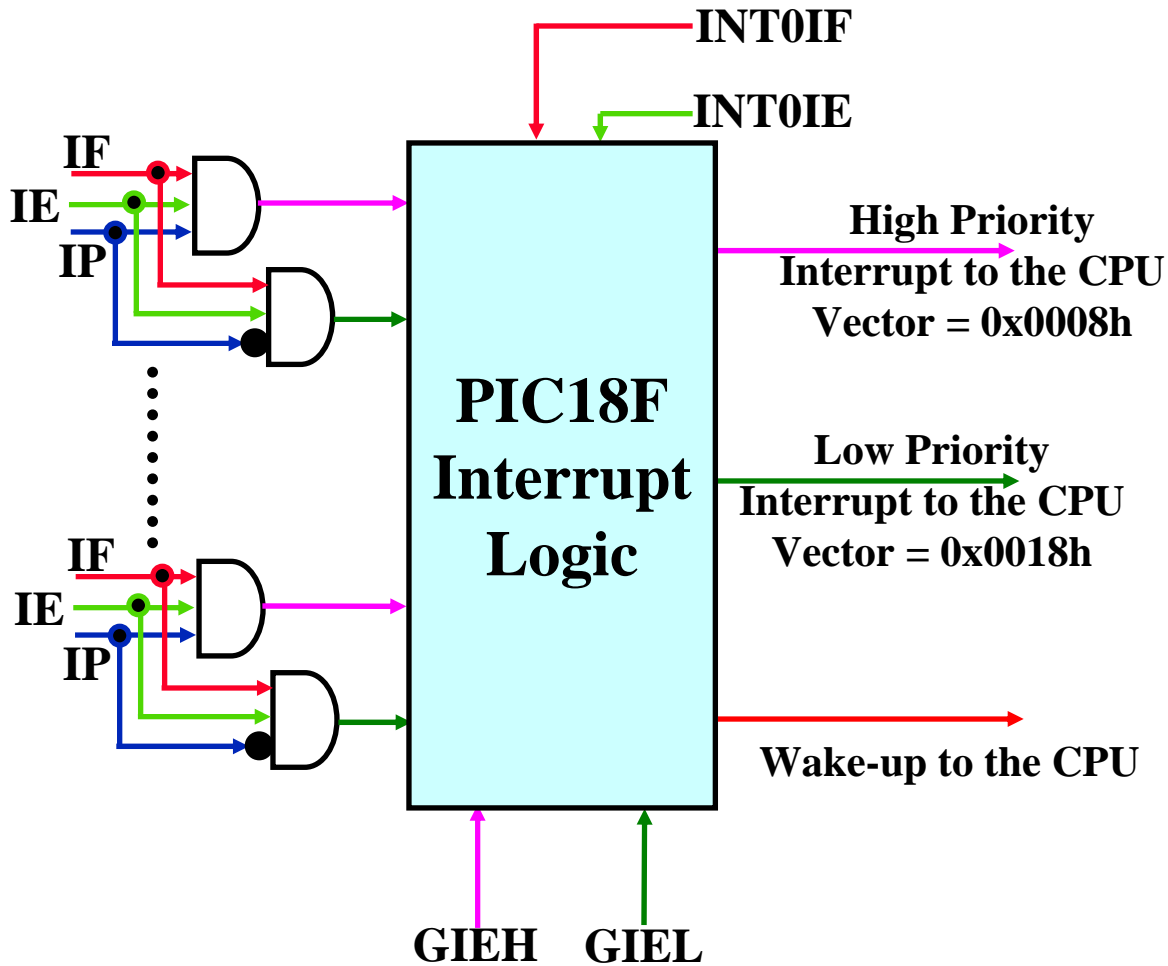 INT0IF
INT0IE
IF
IE
IP
High Priority
Interrupt to the CPU
Vector = 0x0008h
PIC18F
Interrupt
Logic
Low Priority
Interrupt to the CPU
Vector = 0x0018h
IF
IE
IP
Wake-up to the CPU
GIEH
GIEL